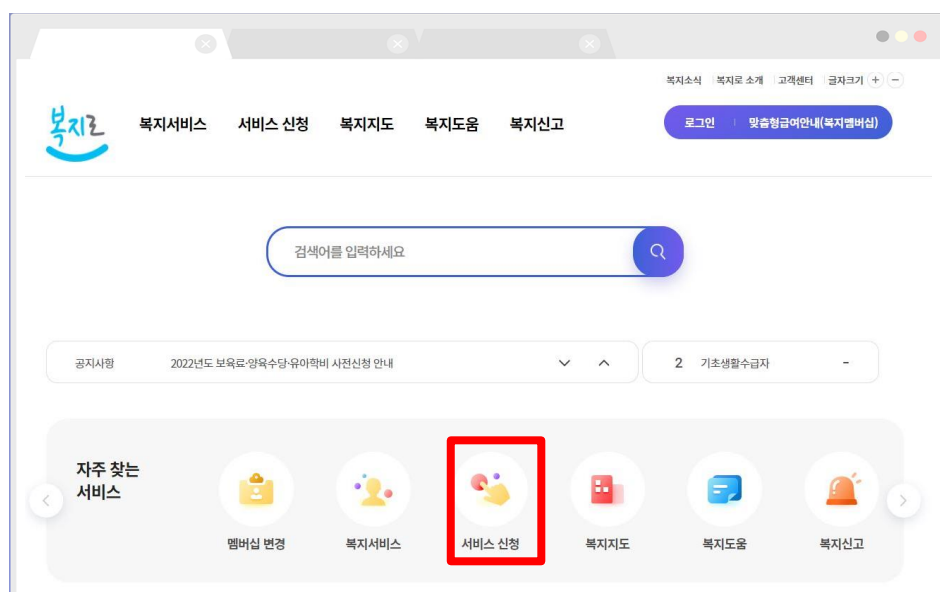 복지소식 복지로 소개 고객센터 글자크기 + -
복지로 복지서비스 서비스 신청 복지지도 복지도움 복지신고 로그인 맞춤형급여안내(복지멤버십)
검색어를 입력하세요
공지사항 2022년도 보육료·양육수당·유아학비 사전신청 안내 2 기초생활수급자 -
자주 찾는
서비스
멤버십 변경 복지서비스 서비스 신청 복지지도 복지도움 복지신고